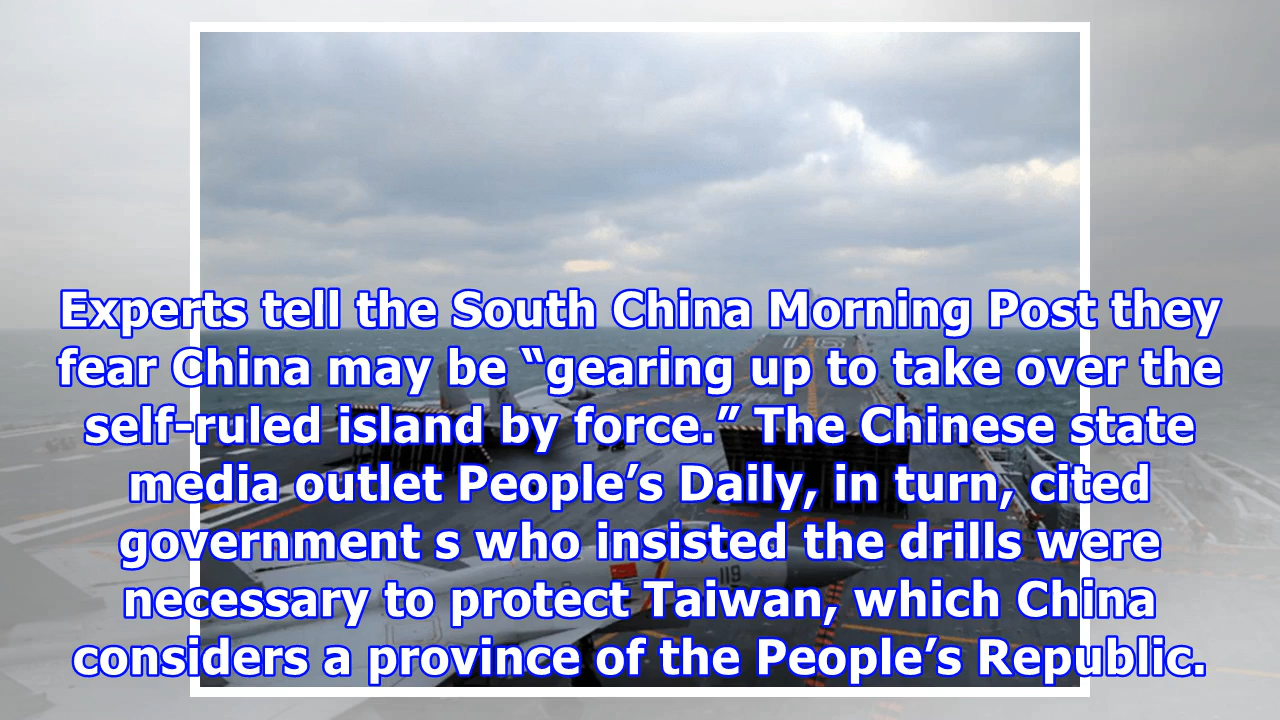 Experts tell the South China Morning Post they
fear China may be “gearing up to take over the
self-ruled island by force.” The Chinese state
media outlet People’s Daily, in turn, cited
government s who insisted the drills were
necessary to protect Taiwan, which China
considers a province of the People’s Republic.
16
119